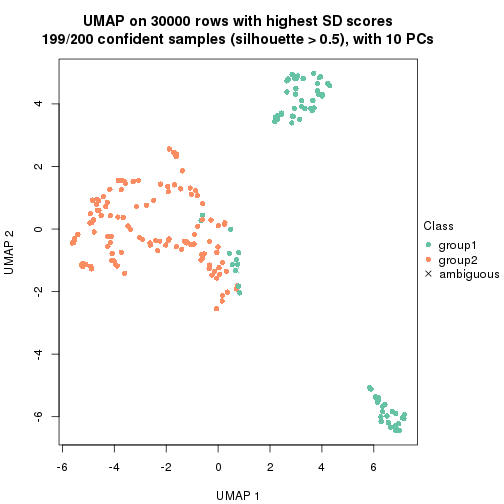 UMAP on 30000 rows with highest SD scores
199/200 confident samples (silhouette > 0.5), with 10 PCs
4
2
0
-2
-4
-6
UMAP 2
-6
-4
-2
0
2
4
6
UMAP 1
Class
group1
group2
ambiguous